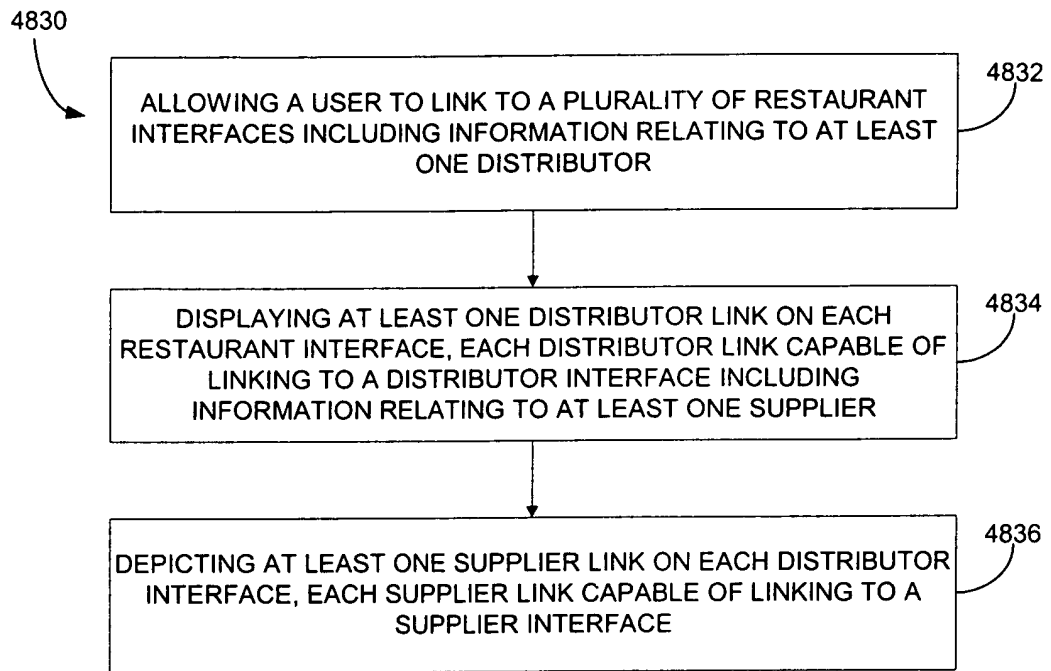 4830
4832
ALLOWING A USER TO LINK TO A PLURALITY OF RESTAURANT
INTERFACES INCLUDING INFORMATION RELATING TO AT LEAST
ONE DISTRIBUTOR
4834
DISPLAYING AT LEAST ONE DISTRIBUTOR LINK ON EACH
RESTAURANT INTERFACE, EACH DISTRIBUTOR LINK CAPABLE OF
LINKING TO A DISTRIBUTOR INTERFACE INCLUDING
INFORMATION RELATING TO AT LEAST ONE SUPPLIER
4836
DEPICTING AT LEAST ONE SUPPLIER LINK ON EACH DISTRIBUTOR
INTERFACE, EACH SUPPLIER LINK CAPABLE OF LINKING TO A
SUPPLIER INTERFACE